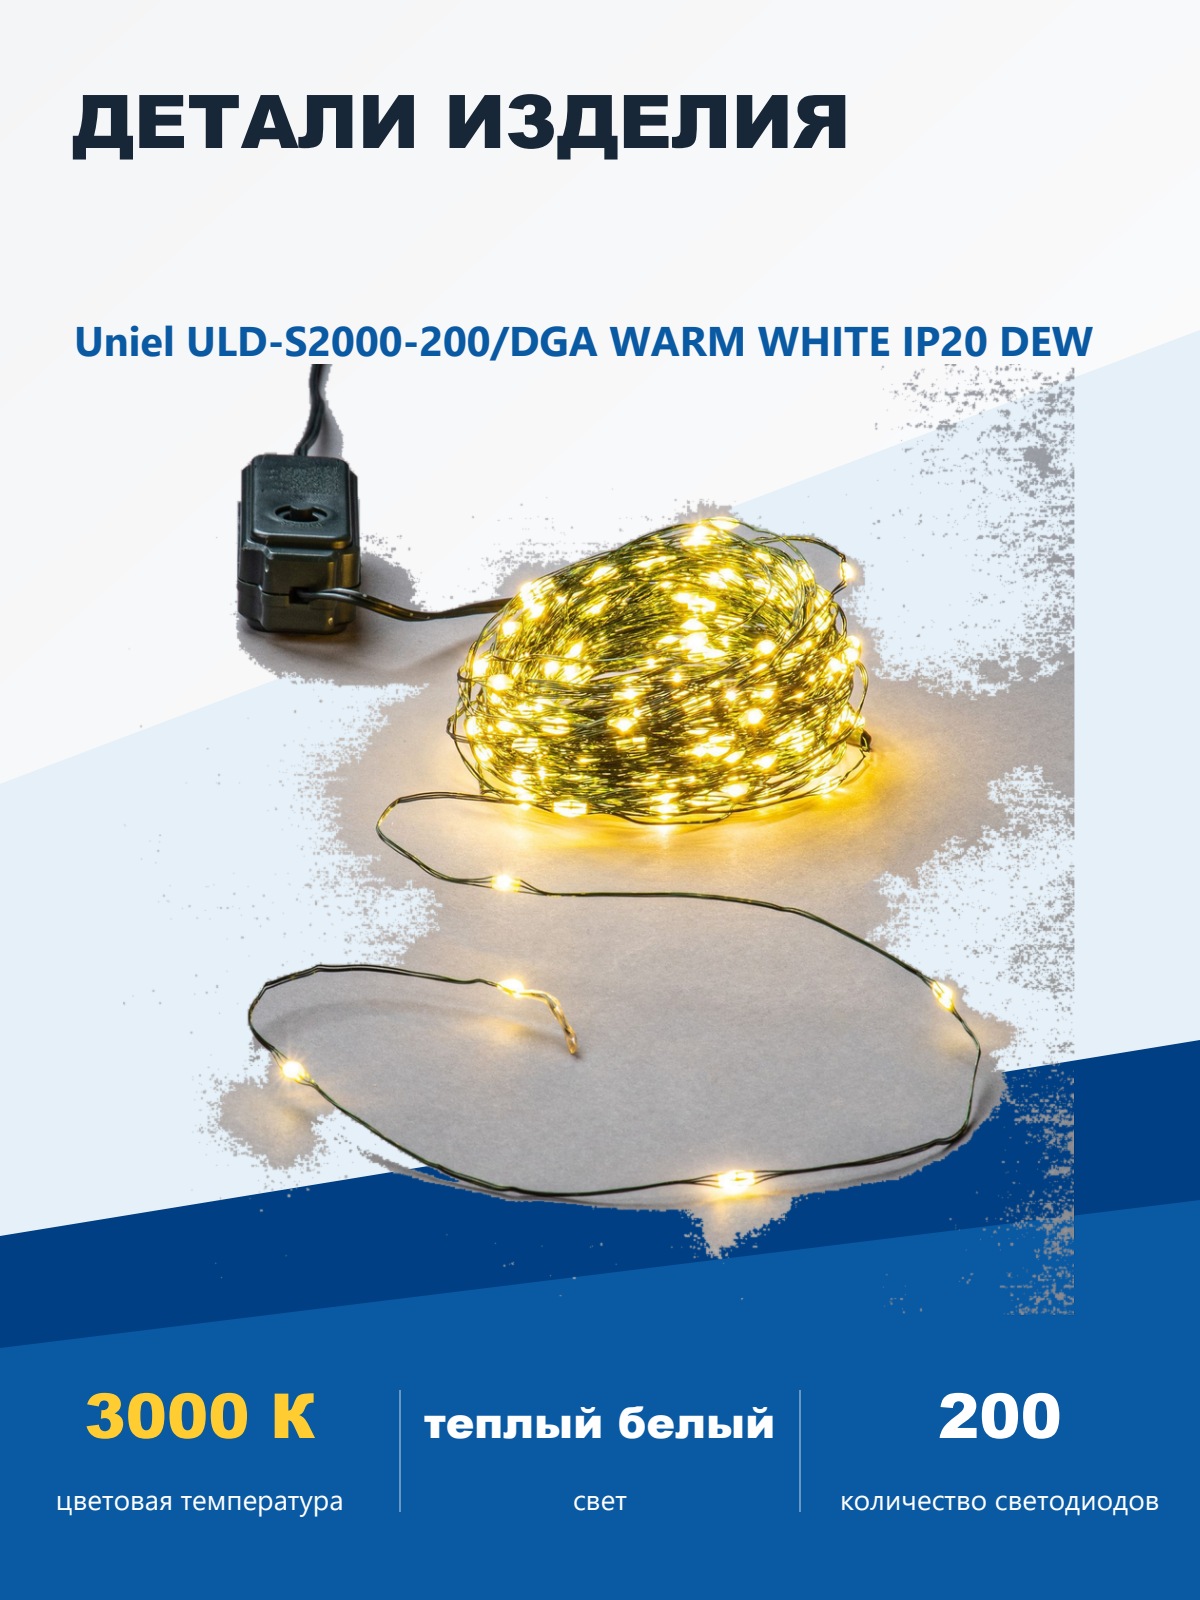 ДЕТАЛИ ИЗДЕЛИЯ
Uniel ULD-S2000-200/DGA WARM WHITE IP20 DEW
3000 К
теплый белый
200
цветовая температура
свет
количество светодиодов